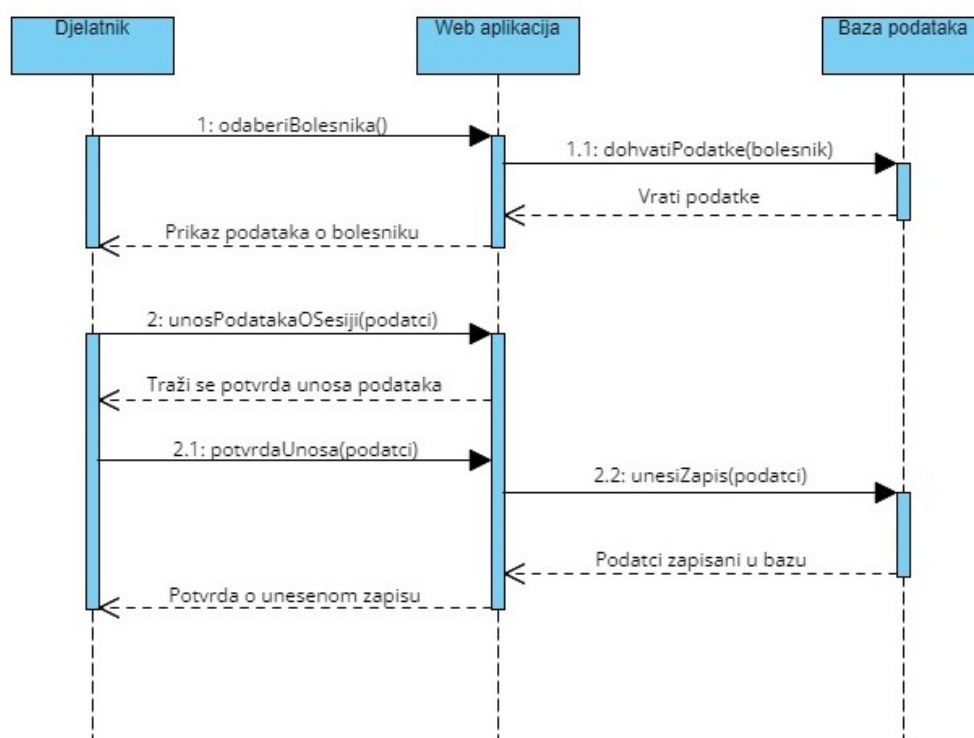 Djelatnik
Web aplikacija
Baza podataka
1: odaberiBolesnika()
1.1: dohvatiPodatke(bolesnik)
Vrati podatke
Prikaz podataka o bolesniku
2: unosPodatakaOSesiji(podatci)
Traži se potvrda unosa podataka
2.1: potvrdaUnosa(podatci)
2.2: unesiZapis(podatci)
Podatci zapisani u bazu
Potvrda o unesenom zapisu